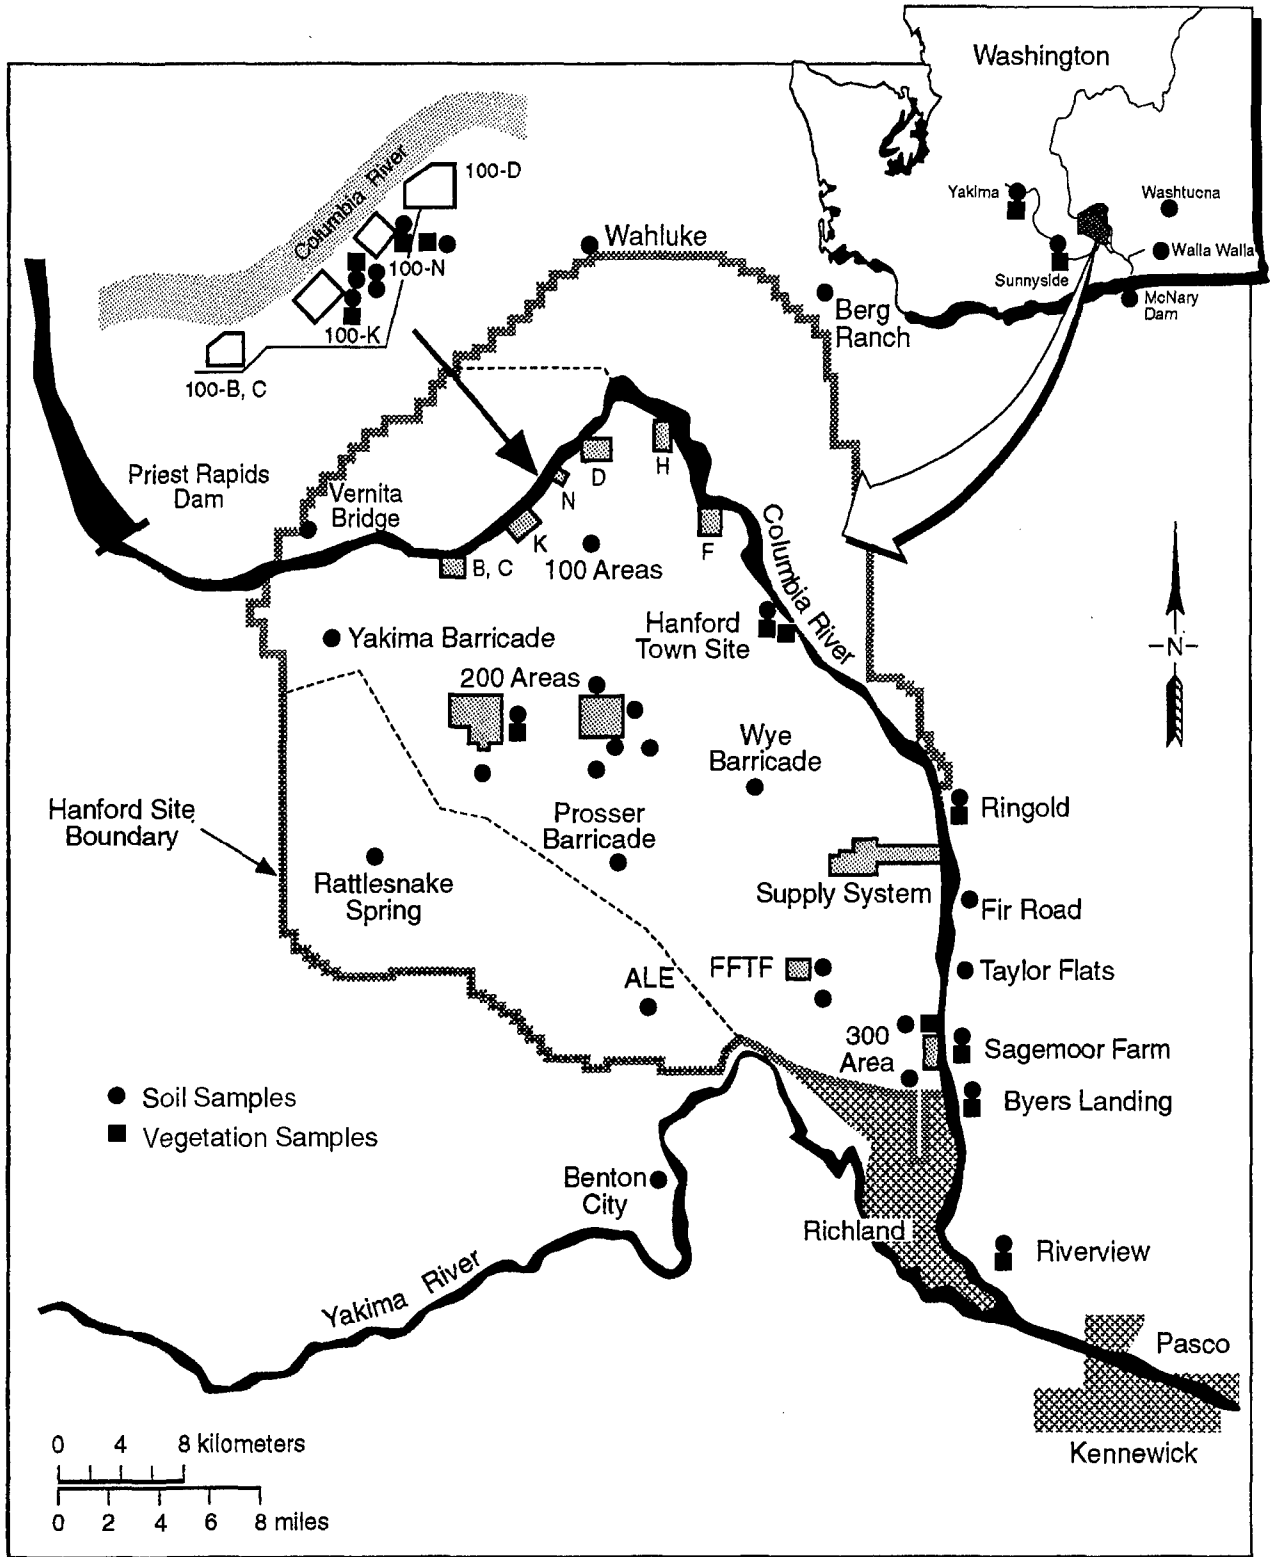 Washington
Yakima
Washtucna
Walla Walla
Sunnyside
McNary
Dam
100-D
Columbia River
100-N
100-K
100-B, C
Wahluke
Berg
Ranch
Priest Rapids
Dam
Vernita
Bridge
D
H
N
K
F
B, C
100 Areas
Columbia River
Hanford
Town Site
Yakima Barricade
200 Areas
Wye
Barricade
N
Hanford Site
Boundary
Prosser
Barricade
Ringold
Rattlesnake
Spring
Supply System
Fir Road
ALE
FFTF
Taylor Flats
300
Area
Sagemoor Farm
Soil Samples
Byers Landing
Vegetation Samples
Benton
City
Richland
Riverview
Yakima River
Pasco
Kennewick
0 4 8 kilometers
0 2 4 6 8 miles